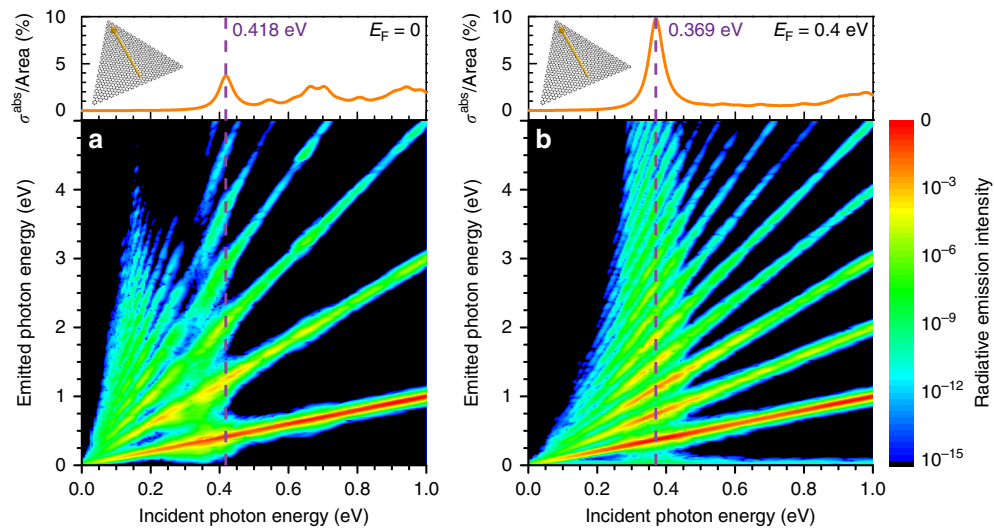 10
5
0
σ^abs/Area (%)
0.418 eV
E_F = 0
10
5
0
σ^abs/Area (%)
0.369 eV
E_F = 0.4 eV
a
4
3
2
1
0
Emitted photon energy (eV)
0.0 0.2 0.4 0.6 0.8 1.0
Incident photon energy (eV)
b
4
3
2
1
0
Emitted photon energy (eV)
0.0 0.2 0.4 0.6 0.8 1.0
Incident photon energy (eV)
0
10^–3
10^–6
10^–9
10^–12
10^–15
Radiative emission intensity